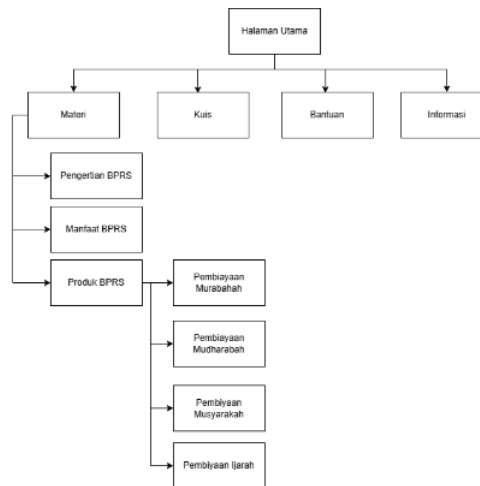 Halaman Utama
Materi
Kuis
Bantuan
Informasi
Pengertian BPRS
Manfaat BPRS
Produk BPRS
Pembiayaan
Murabahah
Pembiayaan
Mudharabah
Pembiyaan
Musyarakah
Pembiyaan Ijarah